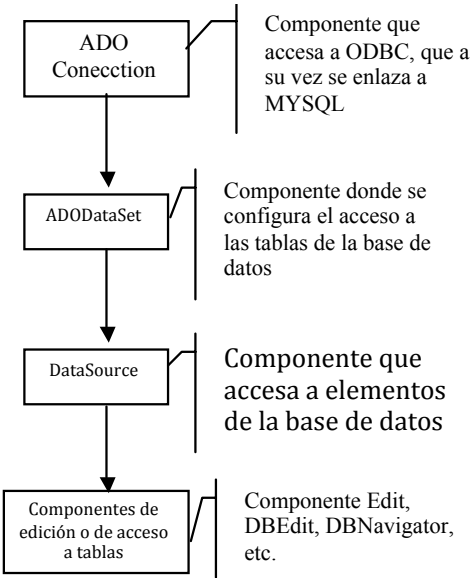 ADO
Conecction
Componente que
accesa a ODBC, que a
su vez se enlaza a
MYSQL
ADODataSet
Componente donde se
configura el acceso a
las tablas de la base de
datos
DataSource
Componente que
accesa a elementos
de la base de datos
Componentes de
edición o de acceso
a tablas
Componente Edit,
DBEdit, DBNavigator,
etc.